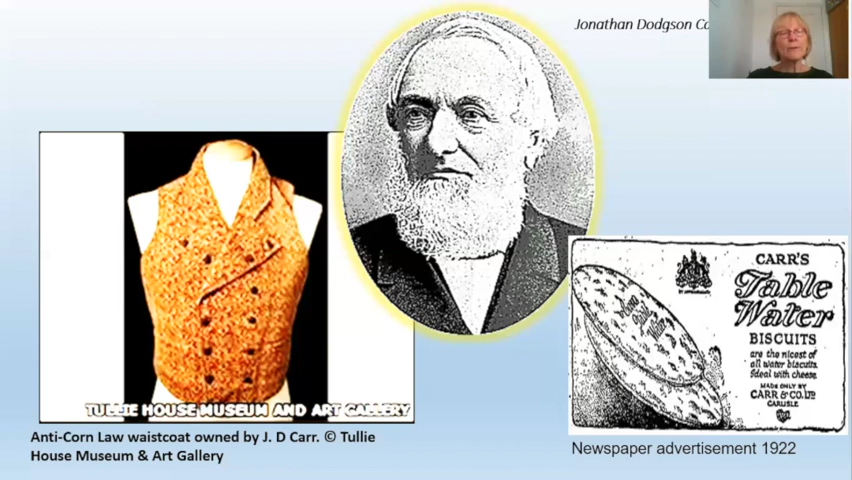 Jonathan Dodgson
TULLIE HOUSE MUSEUM AND ART GALLERY
Anti-Corn Law waistcoat owned by J. D Carr. © Tullie
House Museum & Art Gallery
CARR'S
Table
Water
BISCUITS
are the nicest of
all water biscuits.
Ideal with cheese.
MADE ONLY BY
CARR & CO. LTD
CARLISLE
Newspaper advertisement 1922